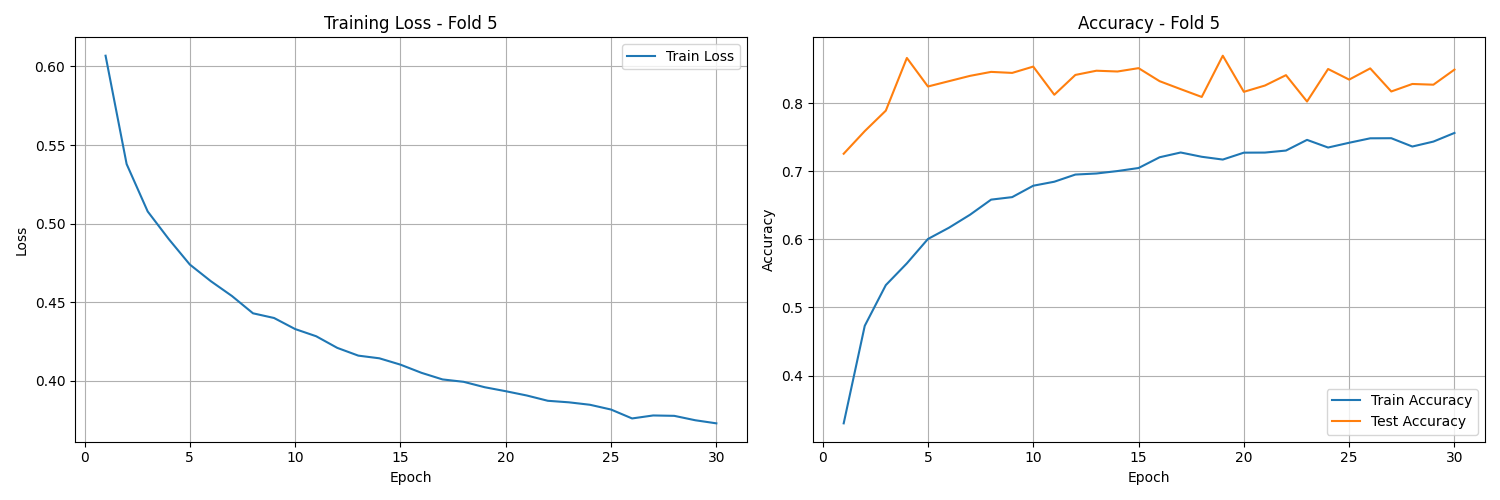 Training Loss - Fold 5
Train Loss
0.60
0.55
0.50
0.45
0.40
Loss
0 5 10 15 20 25 30
Epoch
Accuracy - Fold 5
0.8
0.7
0.6
0.5
0.4
Accuracy
Train Accuracy
Test Accuracy
0 5 10 15 20 25 30
Epoch